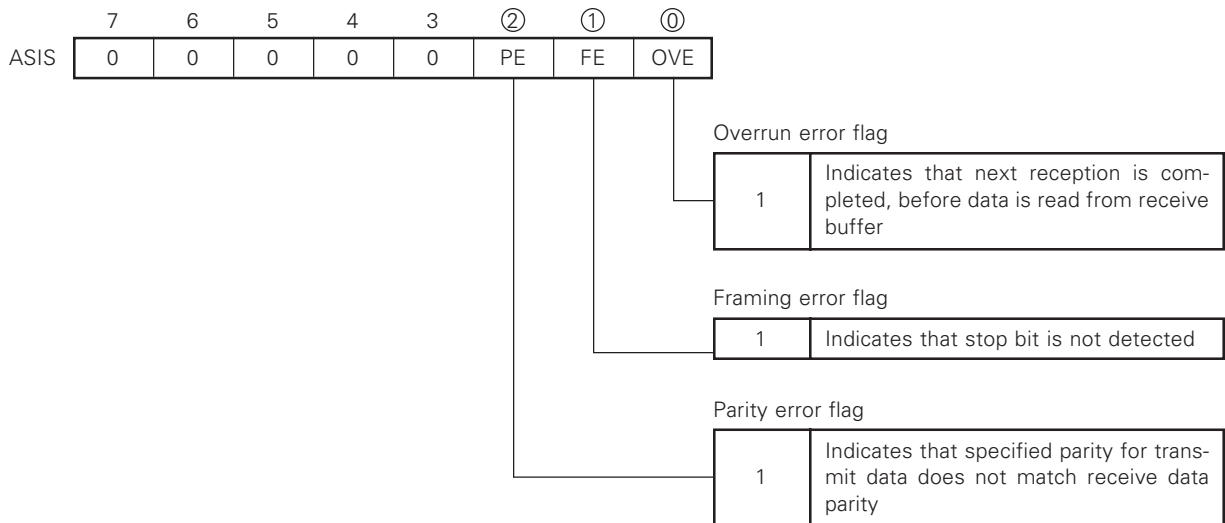 7 6 5 4 3 ② ① ⓪
ASIS 0 0 0 0 0 PE FE OVE
Overrun error flag
1 Indicates that next reception is com-
pleted, before data is read from receive
buffer
Framing error flag
1 Indicates that stop bit is not detected
Parity error flag
1 Indicates that specified parity for trans-
mit data does not match receive data
parity